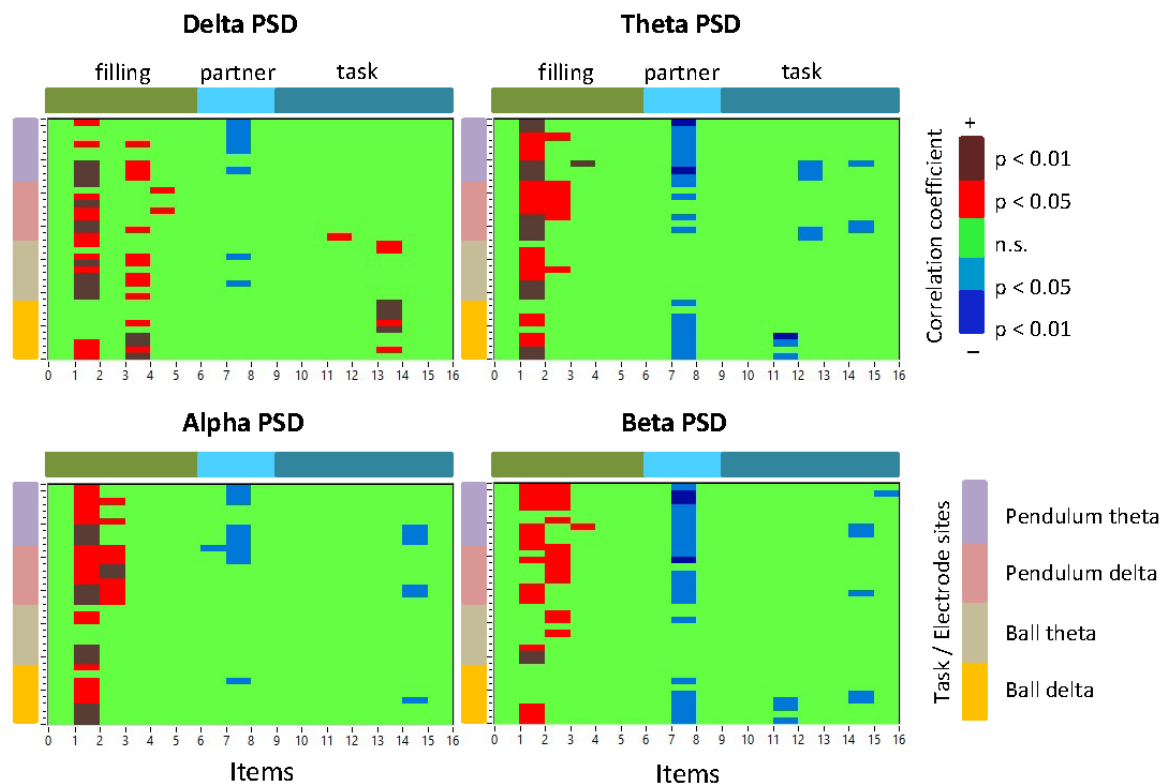 Delta PSD
Theta PSD
filling partner task
filling partner task
+
p < 0.01
p < 0.05
n.s.
p < 0.05
p < 0.01
–
Correlation coefficient
0 1 2 3 4 5 6 7 8 9 10 11 12 13 14 15 16
0 1 2 3 4 5 6 7 8 9 10 11 12 13 14 15 16
Alpha PSD
Beta PSD
Pendulum theta
Pendulum delta
Ball theta
Ball delta
Task / Electrode sites
0 1 2 3 4 5 6 7 8 9 10 11 12 13 14 15 16
0 1 2 3 4 5 6 7 8 9 10 11 12 13 14 15 16
Items
Items